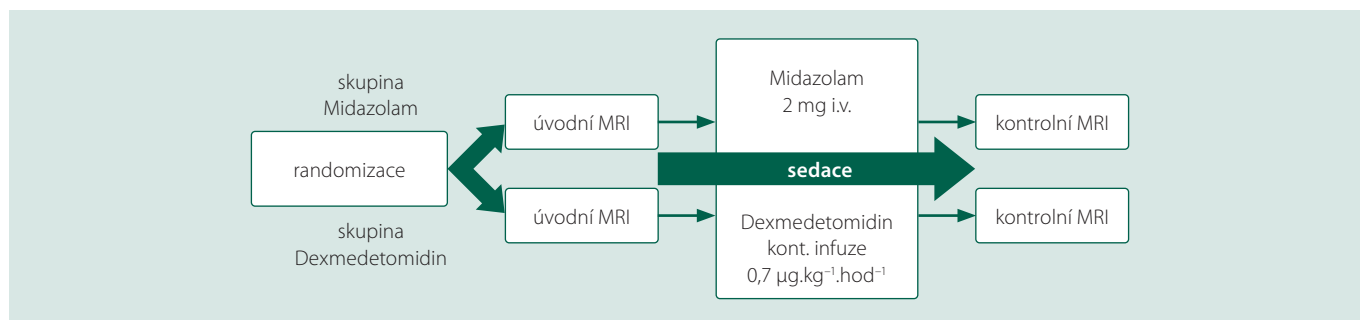 skupina
Midazolam
randomizace
skupina
Dexmedetomidin
úvodní MRI
úvodní MRI
Midazolam
2 mg i.v.
sedace
Dexmedetomidin
kont. infuze
0,7 µg.kg⁻¹.hod⁻¹
kontrolní MRI
kontrolní MRI